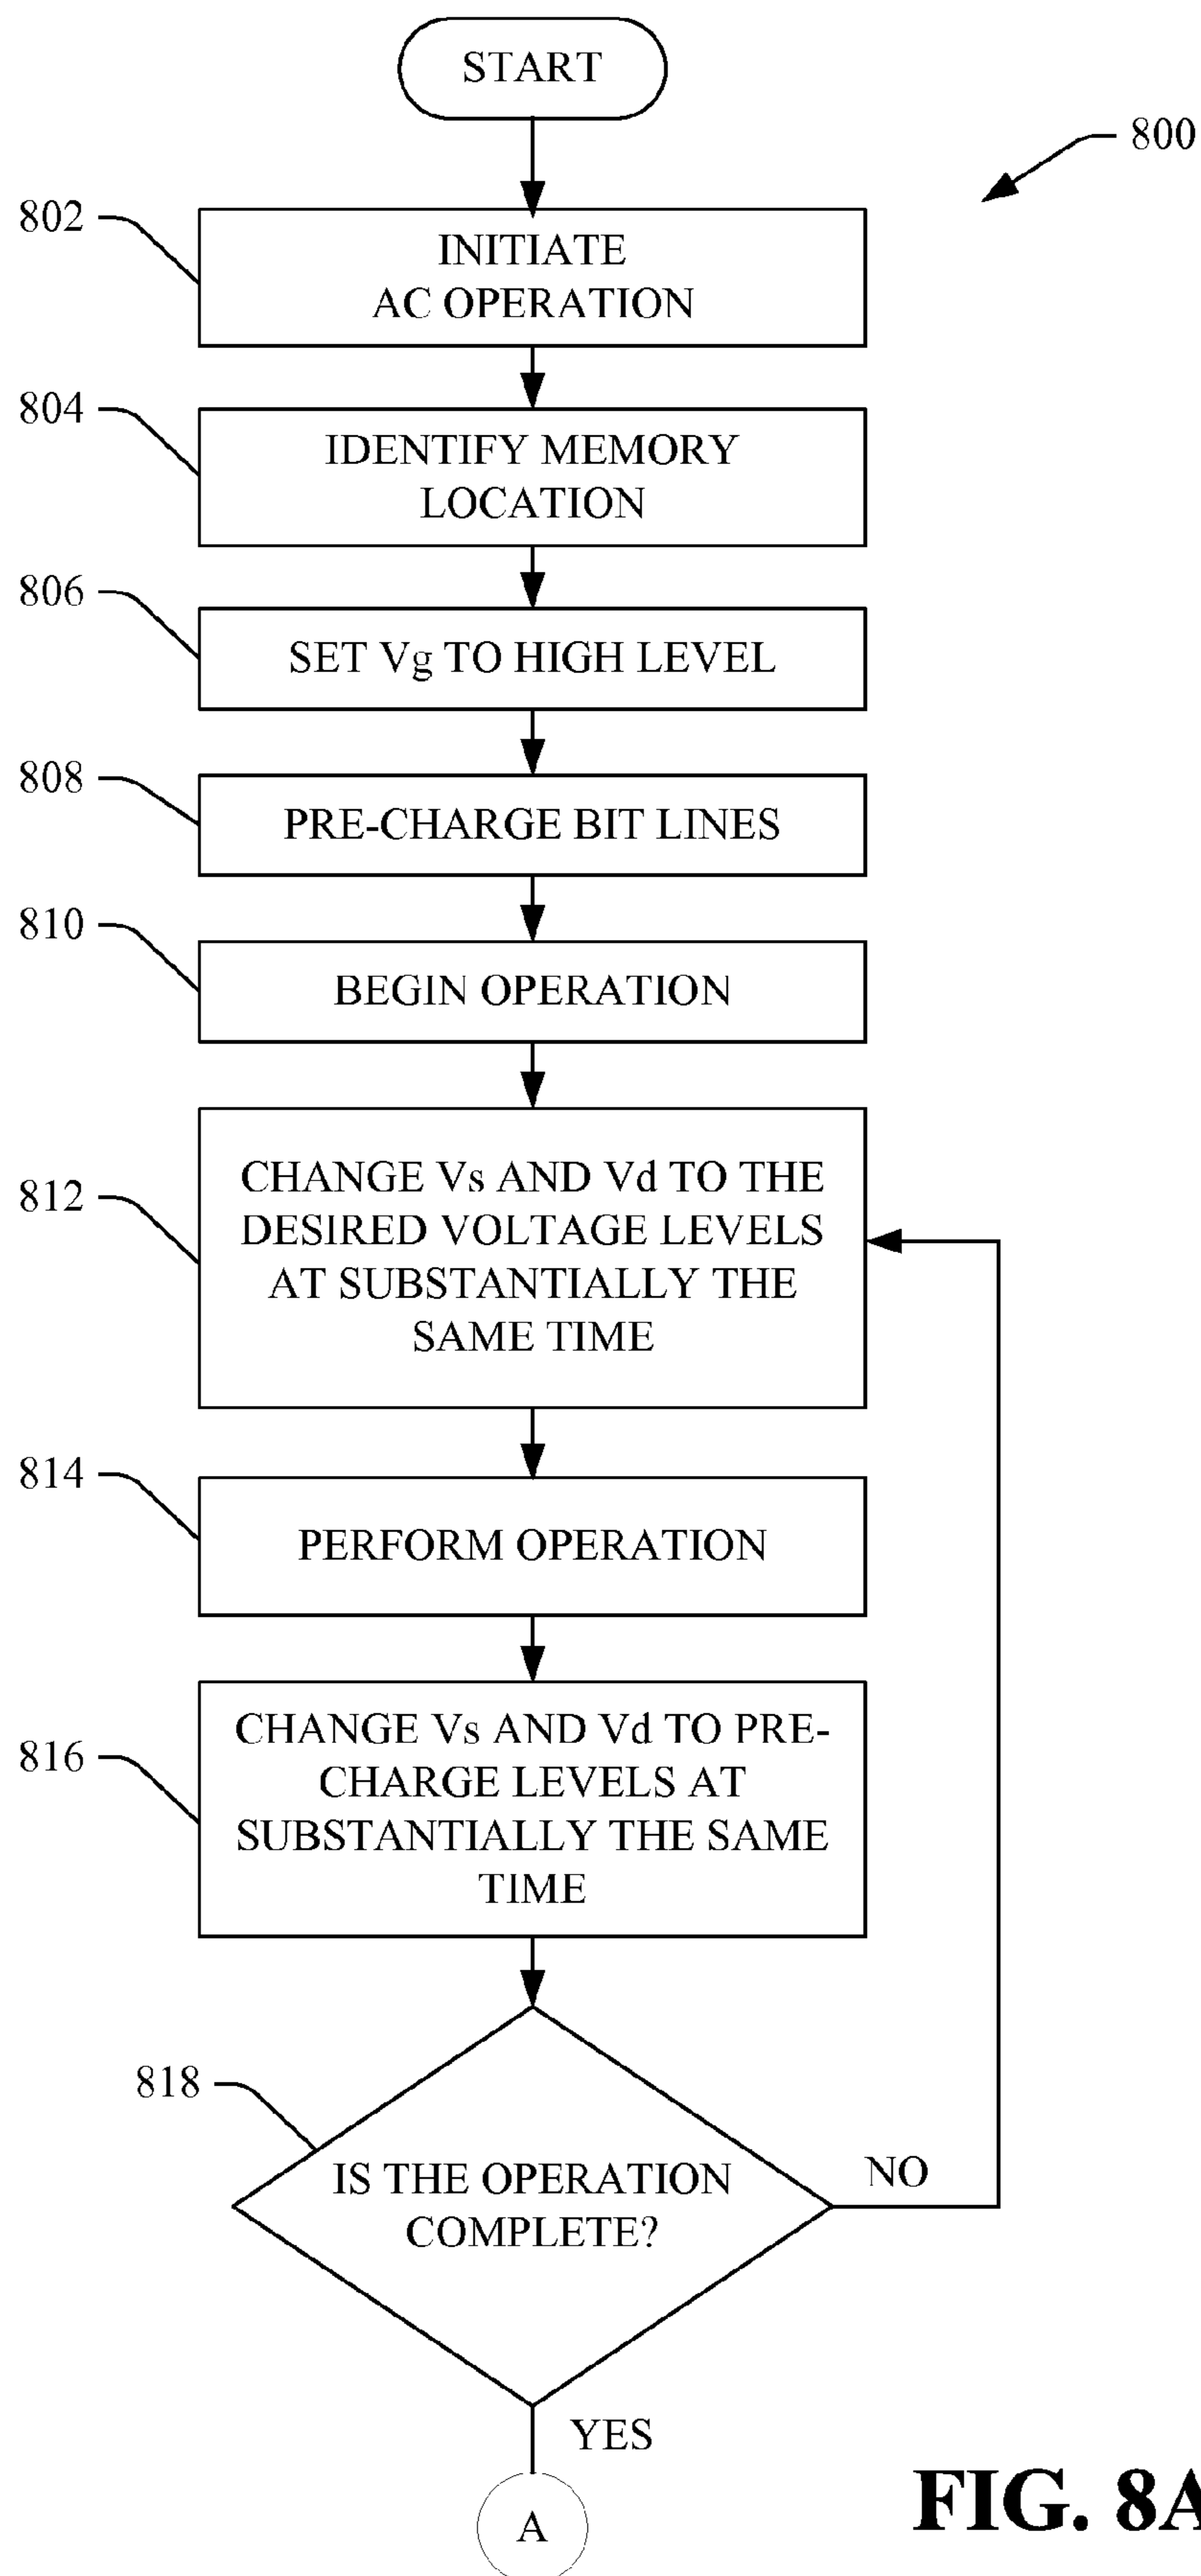 START
800
802
INITIATE
AC OPERATION
804
IDENTIFY MEMORY
LOCATION
806
SET Vg TO HIGH LEVEL
808
PRE-CHARGE BIT LINES
810
BEGIN OPERATION
812
CHANGE Vs AND Vd TO THE
DESIRED VOLTAGE LEVELS
AT SUBSTANTIALLY THE
SAME TIME
814
PERFORM OPERATION
816
CHANGE Vs AND Vd TO PRE-
CHARGE LEVELS AT
SUBSTANTIALLY THE SAME
TIME
818
IS THE OPERATION
COMPLETE?
NO
YES
A
FIG. 8A